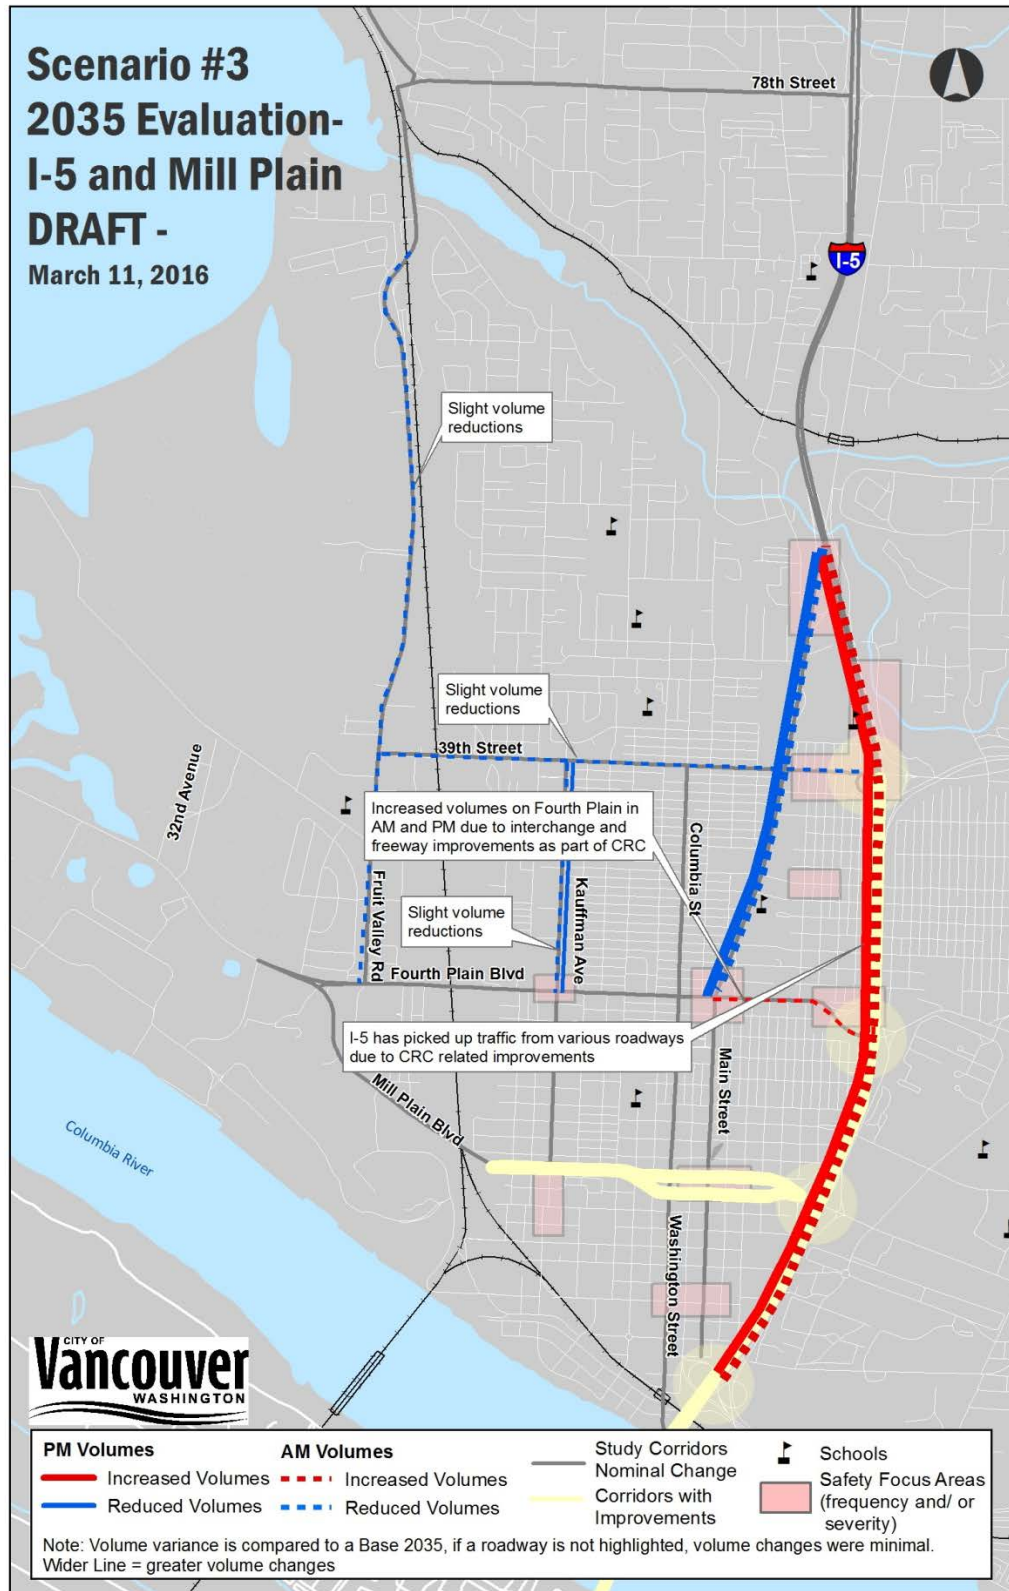 Scenario #3
2035 Evaluation-
I-5 and Mill Plain
DRAFT -
March 11, 2016
78th Street
I-5
Slight volume
reductions
Slight volume
reductions
39th Street
32nd Avenue
Increased volumes on Fourth Plain in
AM and PM due to interchange and
freeway improvements as part of CRC
Columbia St
Fruit Valley Rd
Kauffman Ave
Slight volume
reductions
Fourth Plain Blvd
I-5 has picked up traffic from various roadways
due to CRC related improvements
Main Street
Mill Plain Blvd
Columbia River
Washington Street
CITY OF
Vancouver
WASHINGTON
PM Volumes
Increased Volumes
Reduced Volumes
AM Volumes
Increased Volumes
Reduced Volumes
Study Corridors
Nominal Change
Corridors with
Improvements
Schools
Safety Focus Areas
(frequency and/ or
severity)
Note: Volume variance is compared to a Base 2035, if a roadway is not highlighted, volume changes were minimal.
Wider Line = greater volume changes